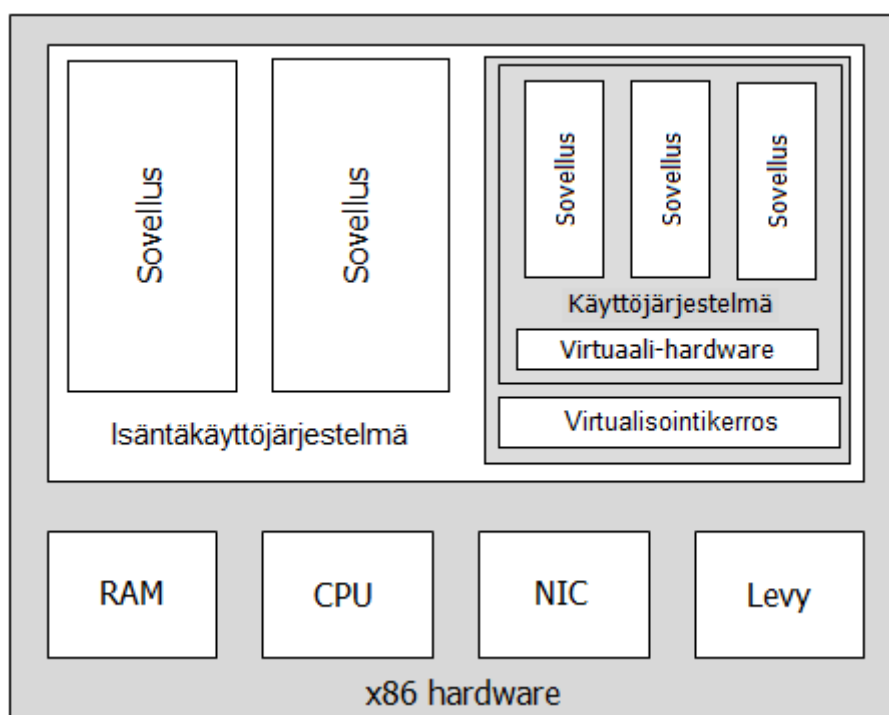 Sovellus
Sovellus
Sovellus
Sovellus
Sovellus
Käyttöjärjestelmä
Virtuaali-hardware
Virtualisointikerros
Isäntäkäyttöjärjestelmä
RAM
CPU
NIC
Levy
x86 hardware